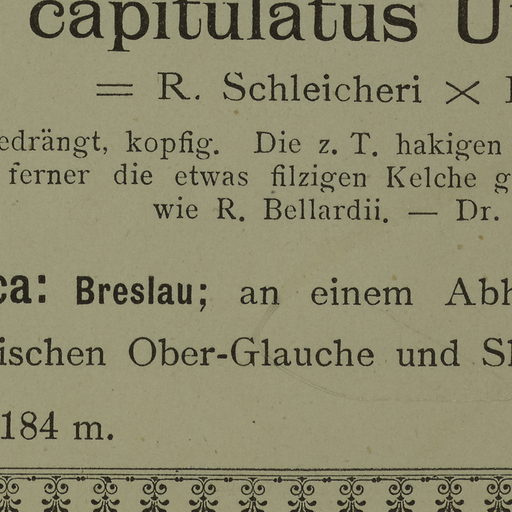 capitulatus U
= R. Schleicheri ×
edrängt, kopfig. Die z. T. hakigen
ferner die etwas filzigen Kelche g
wie R. Bellardii. — Dr.
ca: Breslau; an einem Abh
ischen Ober-Glauche und Sk
184 m.